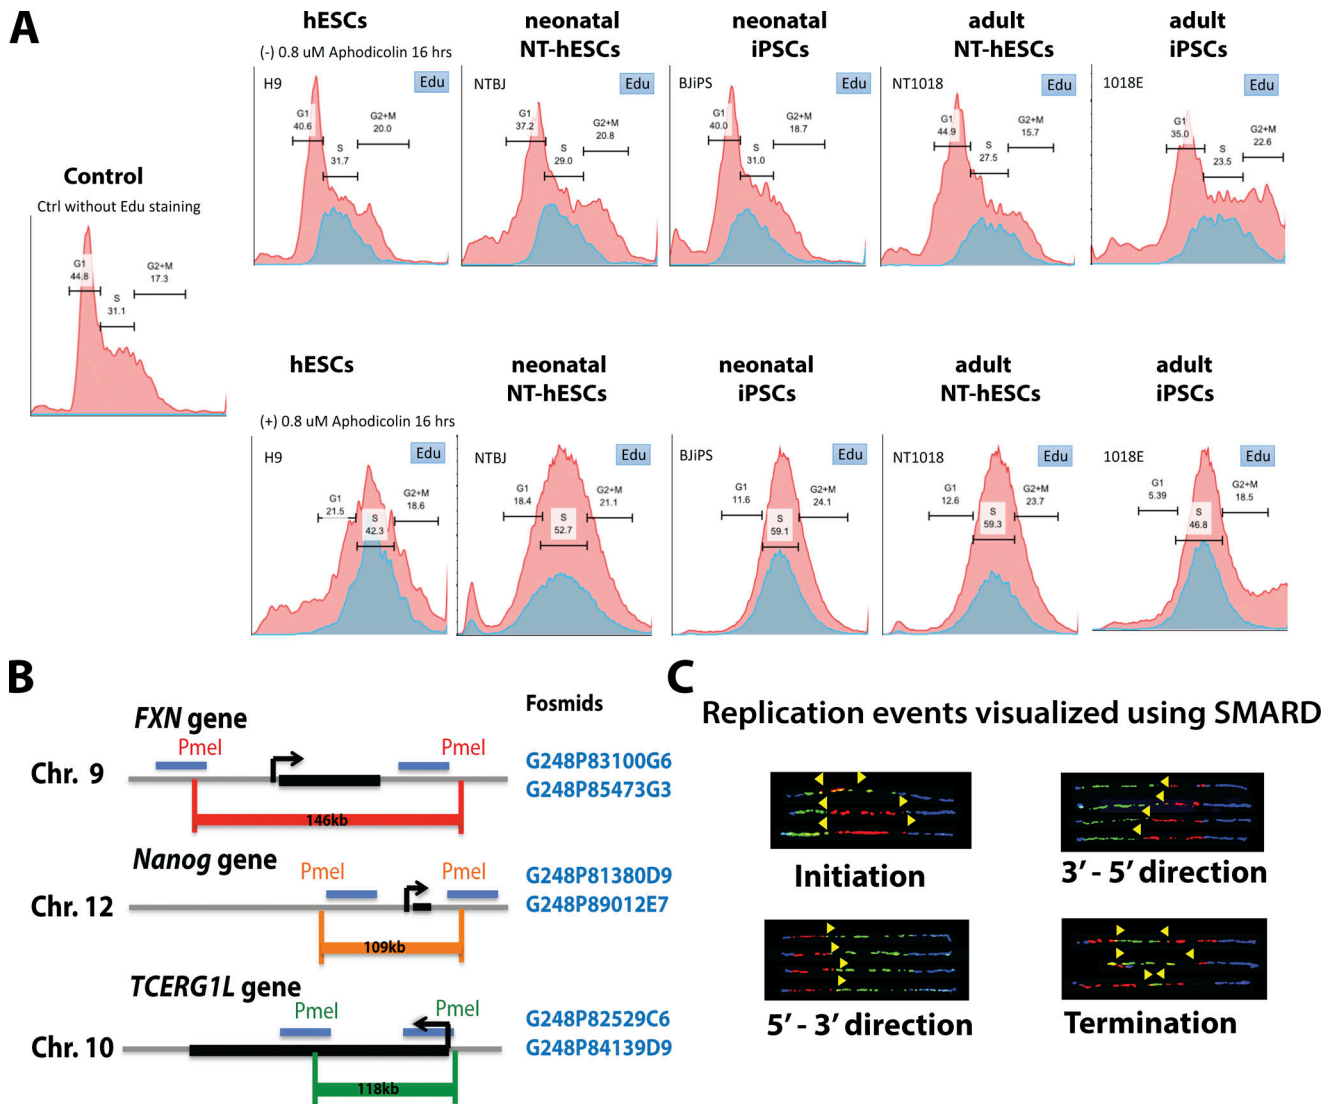 A
hESCs
neonatal
NT-hESCs
neonatal
iPSCs
adult
NT-hESCs
adult
iPSCs
(-) 0.8 uM Aphodicolin 16 hrs
H9
Edu
G1
40.6
S
31.7
G2+M
20.0
NTBJ
Edu
G1
37.2
S
29.0
G2+M
20.8
BJiPS
Edu
G1
40.0
S
31.0
G2+M
18.7
NT1018
Edu
G1
44.9
S
27.5
G2+M
15.7
1018E
Edu
G1
35.0
S
23.5
G2+M
22.6
Control
Ctrl without Edu staining
G1
44.8
S
31.1
G2+M
17.3
hESCs
neonatal
NT-hESCs
neonatal
iPSCs
adult
NT-hESCs
adult
iPSCs
(+) 0.8 uM Aphodicolin 16 hrs
H9
Edu
G1
21.5
S
42.3
G2+M
18.6
NTBJ
Edu
G1
18.4
S
52.7
G2+M
21.1
BJiPS
Edu
G1
11.6
S
59.1
G2+M
24.1
NT1018
Edu
G1
12.6
S
59.3
G2+M
23.7
1018E
Edu
G1
5.39
S
46.8
G2+M
18.5
B
Fosmids
FXN gene
PmeI
PmeI
Chr. 9
146kb
G248P83100G6
G248P85473G3
Nanog gene
PmeI
PmeI
Chr. 12
109kb
G248P81380D9
G248P89012E7
TCERG1L gene
PmeI
PmeI
Chr. 10
118kb
G248P82529C6
G248P84139D9
C
Replication events visualized using SMARD
Initiation
3' - 5' direction
5' - 3' direction
Termination